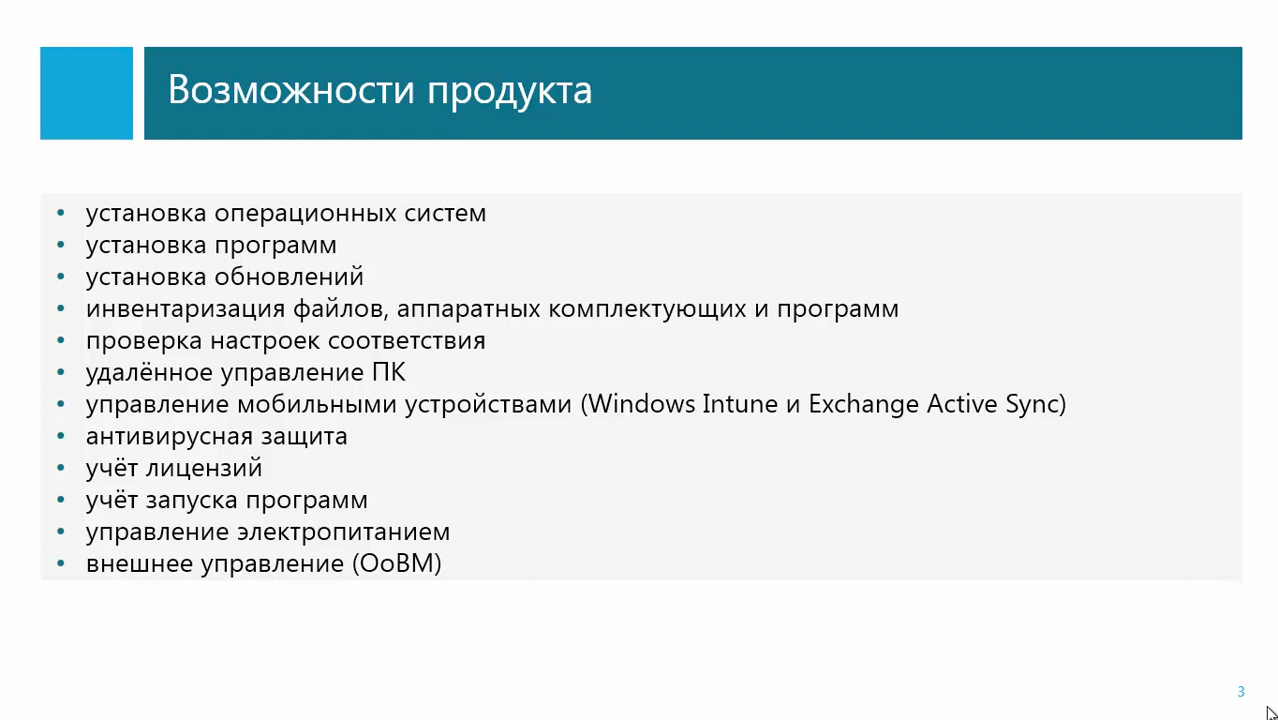 Возможности продукта
• установка операционных систем
• установка программ
• установка обновлений
• инвентаризация файлов, аппаратных комплектующих и программ
• проверка настроек соответствия
• удалённое управление ПК
• управление мобильными устройствами (Windows Intune и Exchange Active Sync)
• антивирусная защита
• учёт лицензий
• учёт запуска программ
• управление электропитанием
• внешнее управление (OoBM)
3